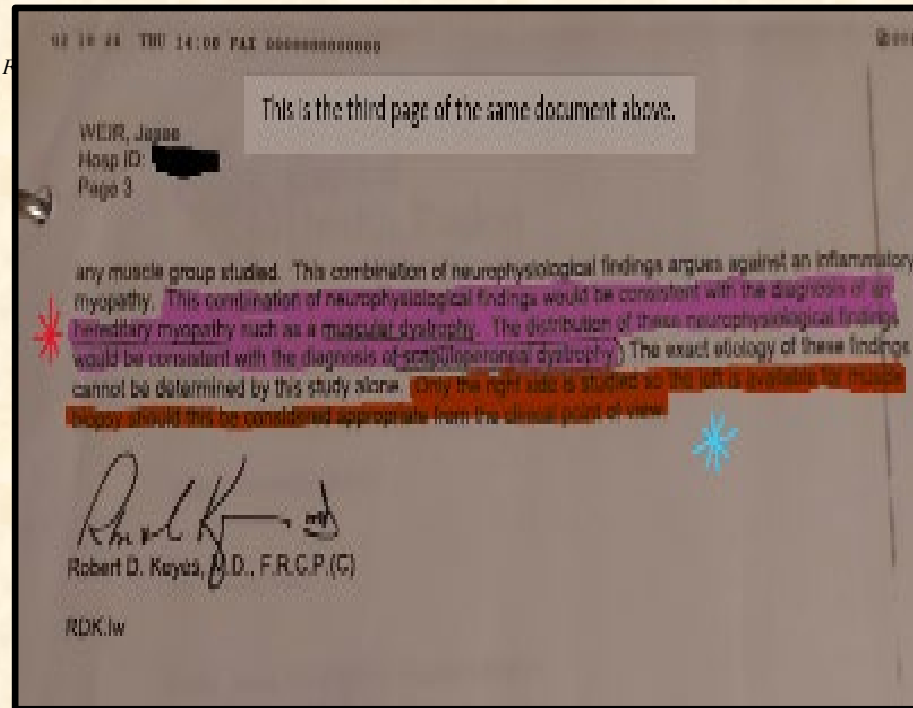 THU 14:08 FAX 0000000000000
This is the third page of the same document above.
WEIR,
Hosp ID:
Page 3
any muscle group studied. This combination of neurophysiological findings argues against an inflammatory
myopathy. This combination of neurophysiological findings would be consistent with the diagnosis of an
hereditary myopathy such as a muscular dystrophy. The distribution of these neurophysiological findings
would be consistent with the diagnosis of scapuloperoneal dystrophy) The exact etiology of these findings
cannot be determined by this study alone. Only the right side is studied so the left is available for muscle
biopsy should this be considered appropriate from the clinical point of view
Robert D. Keyes, M.D., F.R.C.P.(C)
RDK:lw